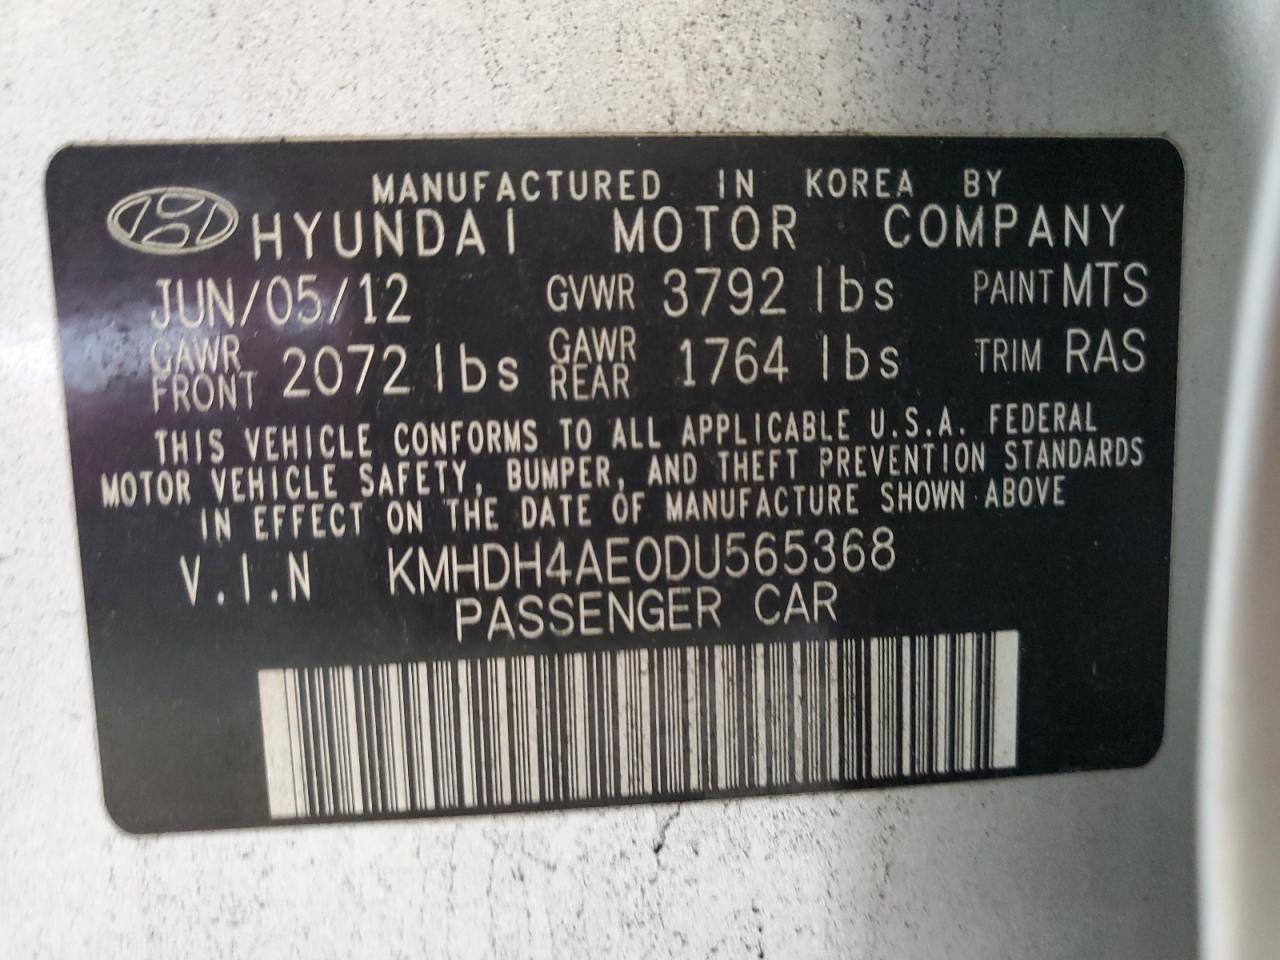 MANUFACTURED IN KOREA BY
HYUNDAI MOTOR COMPANY
JUN/05/12 GVWR 3792 lbs PAINT MTS
GAWR FRONT 2072 lbs GAWR REAR 1764 lbs TRIM RAS
THIS VEHICLE CONFORMS TO ALL APPLICABLE U.S.A. FEDERAL
MOTOR VEHICLE SAFETY, BUMPER, AND THEFT PREVENTION STANDARDS
IN EFFECT ON THE DATE OF MANUFACTURE SHOWN ABOVE
V.I.N KMHDH4AE0DU565368
PASSENGER CAR